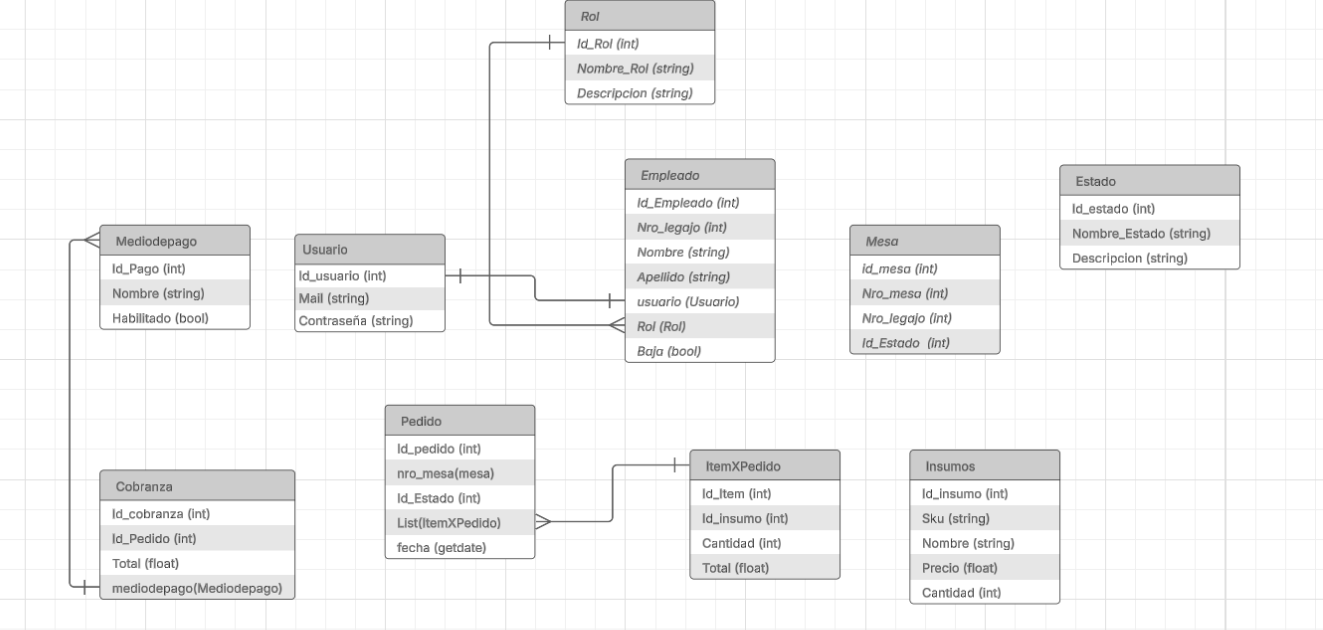 Rol
Id_Rol (int)
Nombre_Rol (string)
Descripcion (string)
Empleado
Id_Empleado (int)
Nro_legajo (int)
Nombre (string)
Apellido (string)
usuario (Usuario)
Rol (Rol)
Baja (bool)
Estado
Id_estado (int)
Nombre_Estado (string)
Descripcion (string)
Mediodepago
Id_Pago (int)
Nombre (string)
Habilitado (bool)
Usuario
Id_usuario (int)
Mail (string)
Contraseña (string)
Mesa
id_mesa (int)
Nro_mesa (int)
Nro_legajo (int)
Id_Estado (int)
Pedido
Id_pedido (int)
nro_mesa(mesa)
Id_Estado (int)
List(ItemXPedido)
fecha (getdate)
Cobranza
Id_cobranza (int)
Id_Pedido (int)
Total (float)
mediodepago(Mediodepago)
ItemXPedido
Id_Item (int)
Id_insumo (int)
Cantidad (int)
Total (float)
Insumos
Id_insumo (int)
Sku (string)
Nombre (string)
Precio (float)
Cantidad (int)